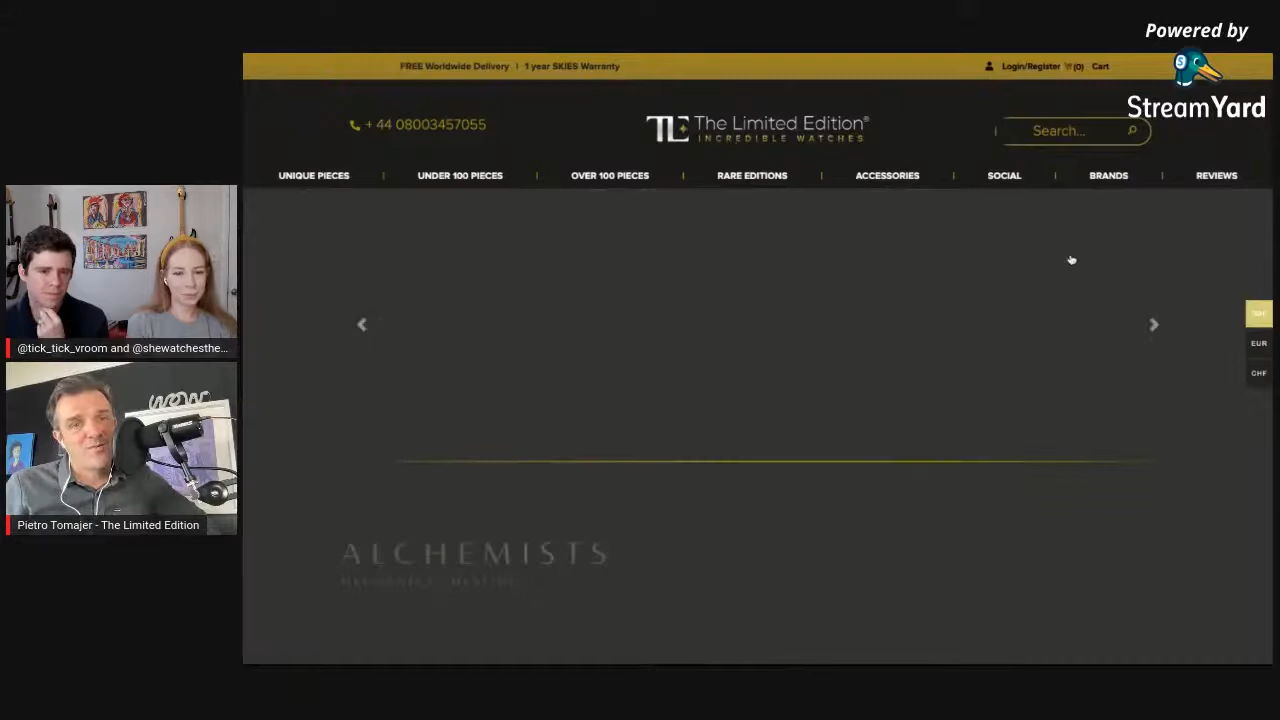 Powered by
StreamYard
FREE Worldwide Delivery | 1 year SKIES Warranty
Login/Register (0) Cart
+ 44 08003457055
TLE The Limited Edition®
INCREDIBLE WATCHES
Search...
UNIQUE PIECES | UNDER 100 PIECES | OVER 100 PIECES | RARE EDITIONS | ACCESSORIES | SOCIAL | BRANDS | REVIEWS
EUR
CHF
wow
@tick_tick_vroom and @shewatchesthe...
Pietro Tomajer - The Limited Edition
ALCHEMISTS